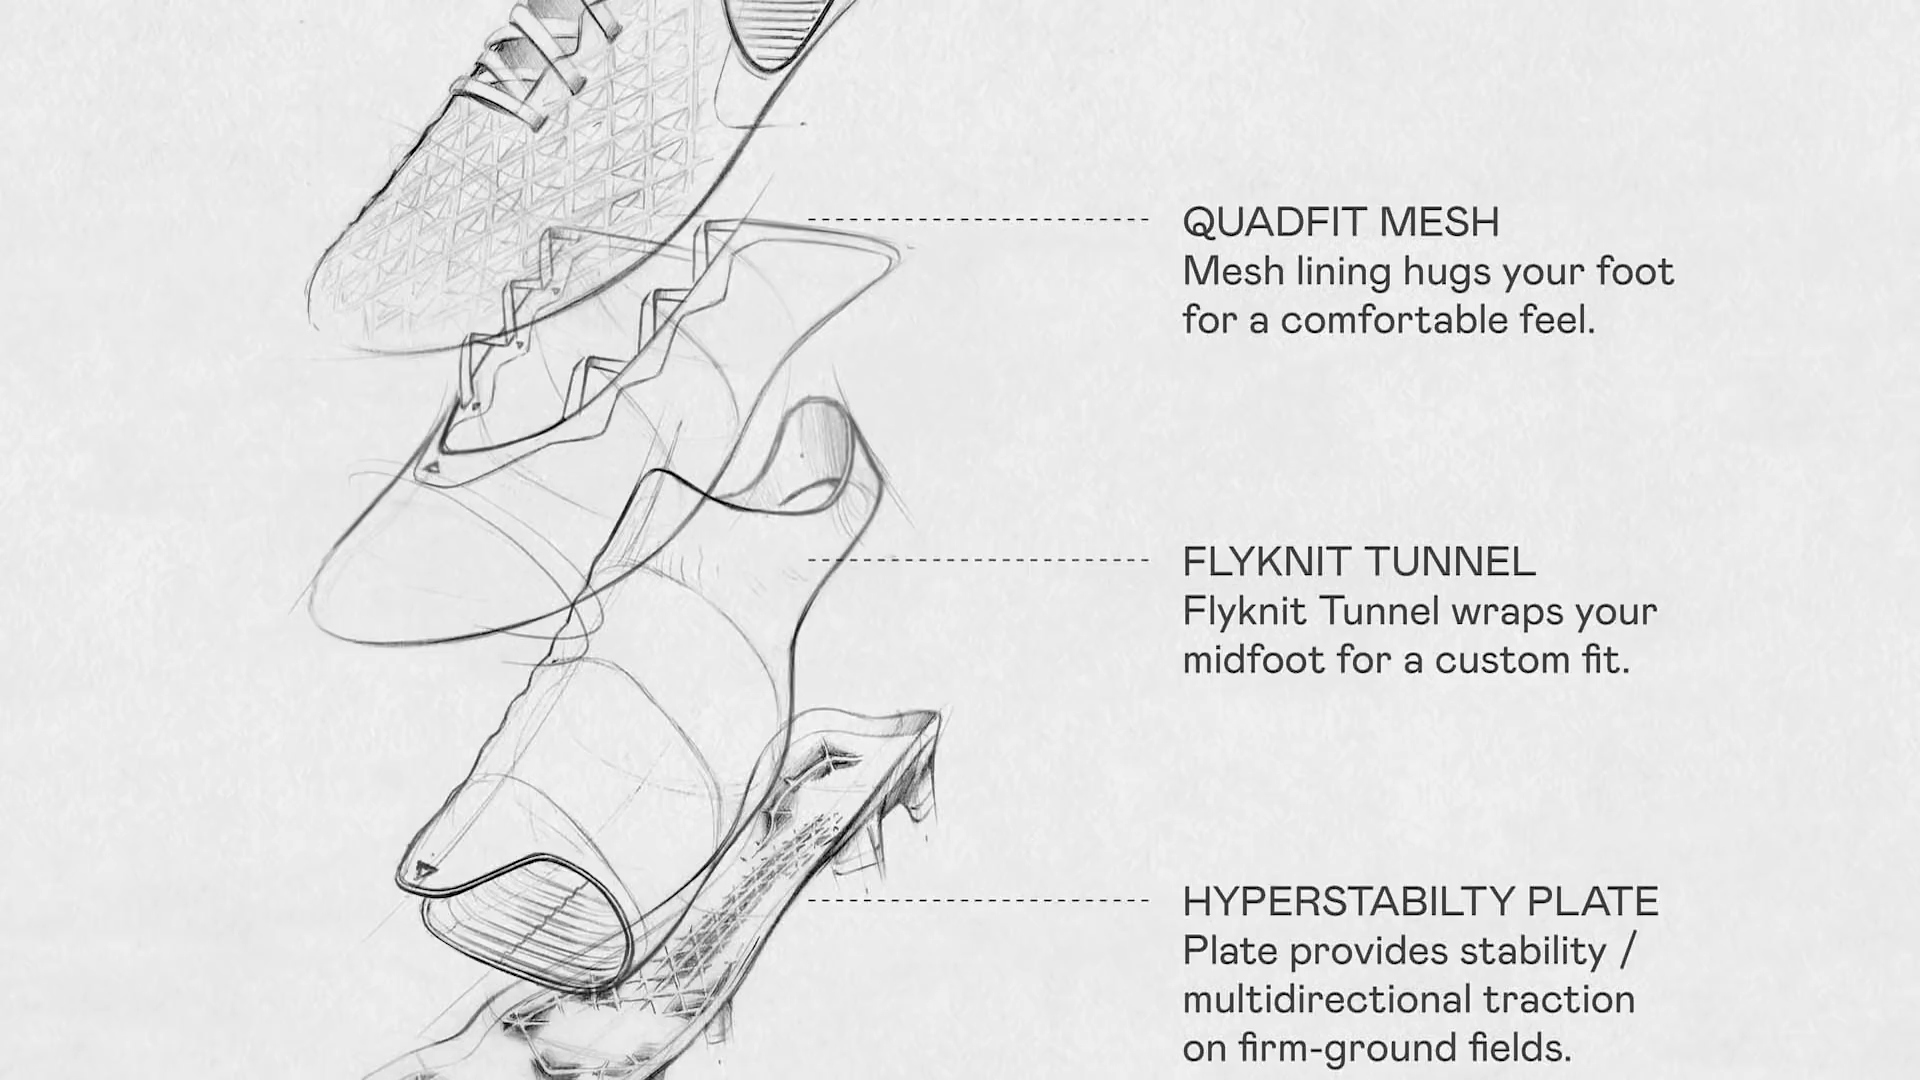 QUADFIT MESH
Mesh lining hugs your foot
for a comfortable feel.
FLYKNIT TUNNEL
Flyknit Tunnel wraps your
midfoot for a custom fit.
HYPERSTABILTY PLATE
Plate provides stability /
multidirectional traction
on firm-ground fields.